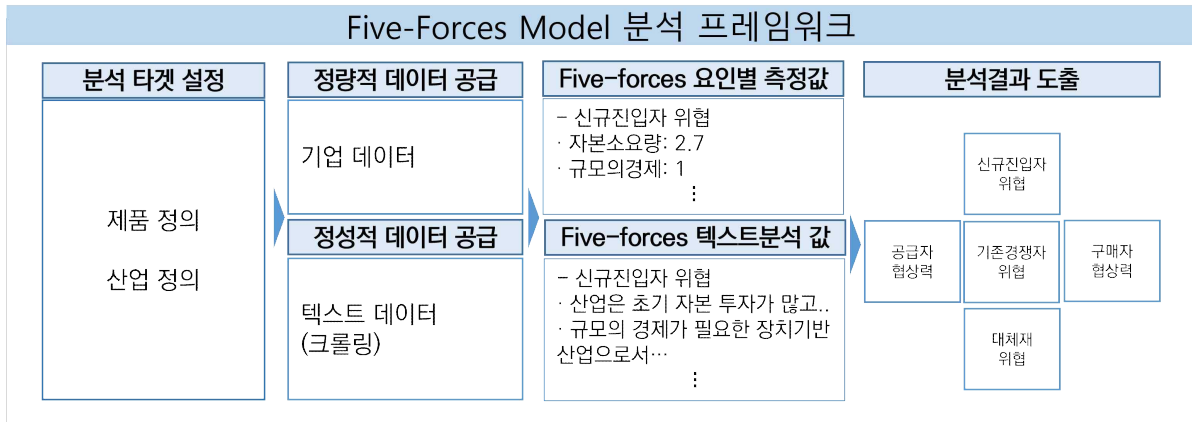 Five-Forces Model 분석 프레임워크
분석 타겟 설정
제품 정의
산업 정의
정량적 데이터 공급
기업 데이터
정성적 데이터 공급
텍스트 데이터
(크롤링)
Five-forces 요인별 측정값
- 신규진입자 위협
· 자본소요량: 2.7
· 규모의경제: 1
⋮
Five-forces 텍스트분석 값
- 신규진입자 위협
· 산업은 초기 자본 투자가 많고..
· 규모의 경제가 필요한 장치기반
산업으로서…
⋮
분석결과 도출
신규진입자
위협
공급자
협상력
기존경쟁자
위협
구매자
협상력
대체재
위협